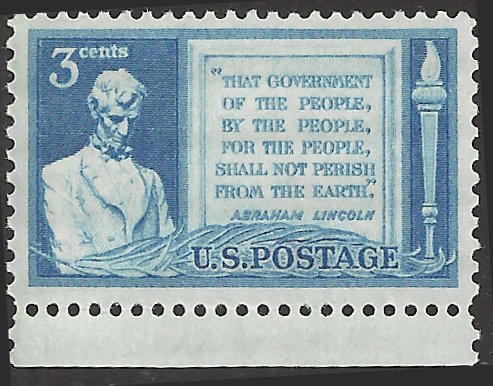 3 cents
"THAT GOVERNMENT
OF THE PEOPLE,
BY THE PEOPLE,
FOR THE PEOPLE,
SHALL NOT PERISH
FROM THE EARTH."
ABRAHAM LINCOLN
U.S. POSTAGE